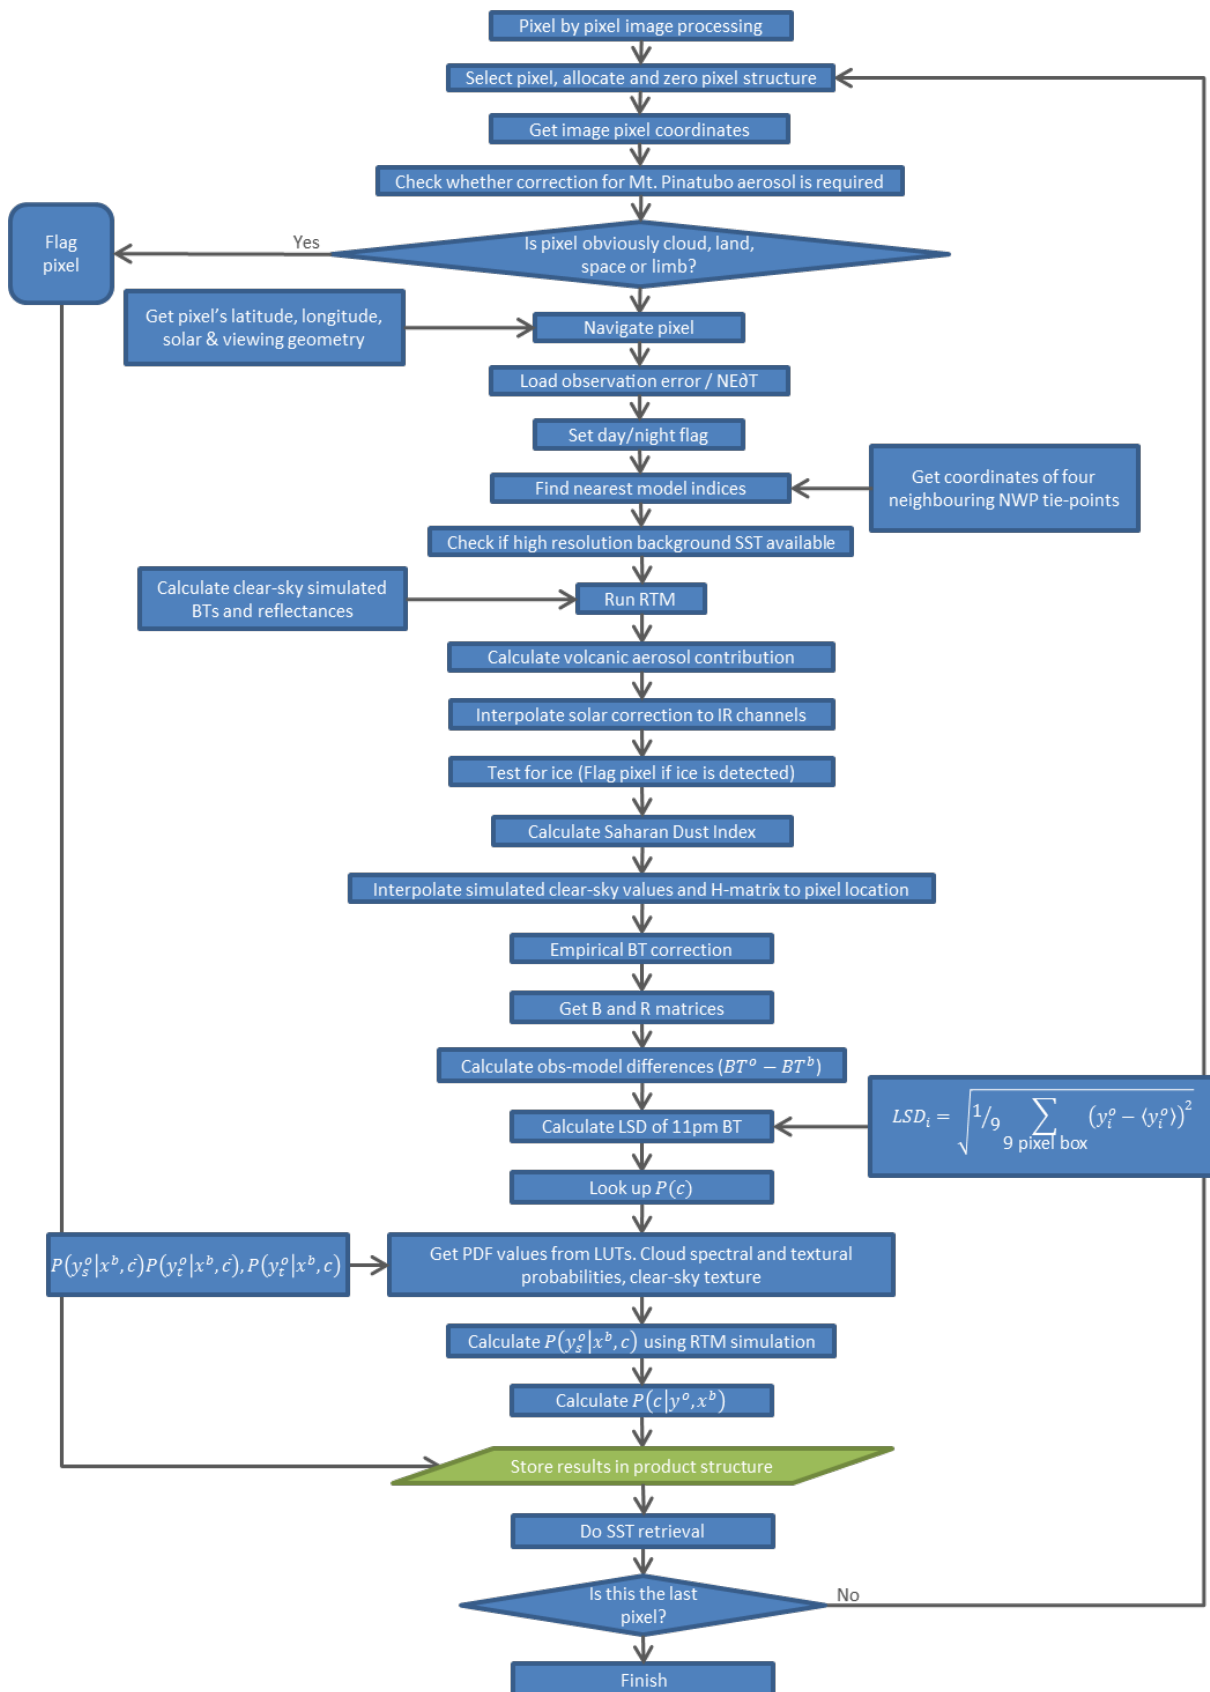 Pixel by pixel image processing
Select pixel, allocate and zero pixel structure
Get image pixel coordinates
Check whether correction for Mt. Pinatubo aerosol is required
Flag
pixel
Yes
Is pixel obviously cloud, land,
space or limb?
Get pixel's latitude, longitude,
solar & viewing geometry
Navigate pixel
Load observation error / NE∂T
Set day/night flag
Find nearest model indices
Get coordinates of four
neighbouring NWP tie-points
Check if high resolution background SST available
Calculate clear-sky simulated
BTs and reflectances
Run RTM
Calculate volcanic aerosol contribution
Interpolate solar correction to IR channels
Test for ice (Flag pixel if ice is detected)
Calculate Saharan Dust Index
Interpolate simulated clear-sky values and H-matrix to pixel location
Empirical BT correction
Get B and R matrices
Calculate obs-model differences (BT^o − BT^b)
Calculate LSD of 11pm BT
LSD_i = √(1/9 ∑_{9 pixel box} (y_i^o − ⟨y_i^o⟩)^2)
Look up P(c)
P(y_s^o|x^b, c̄)P(y_t^o|x^b, c̄), P(y_t^o|x^b, c)
Get PDF values from LUTs. Cloud spectral and textural
probabilities, clear-sky texture
Calculate P(y_s^o|x^b, c) using RTM simulation
Calculate P(c|y^o, x^b)
Store results in product structure
Do SST retrieval
Is this the last
pixel?
No
Finish